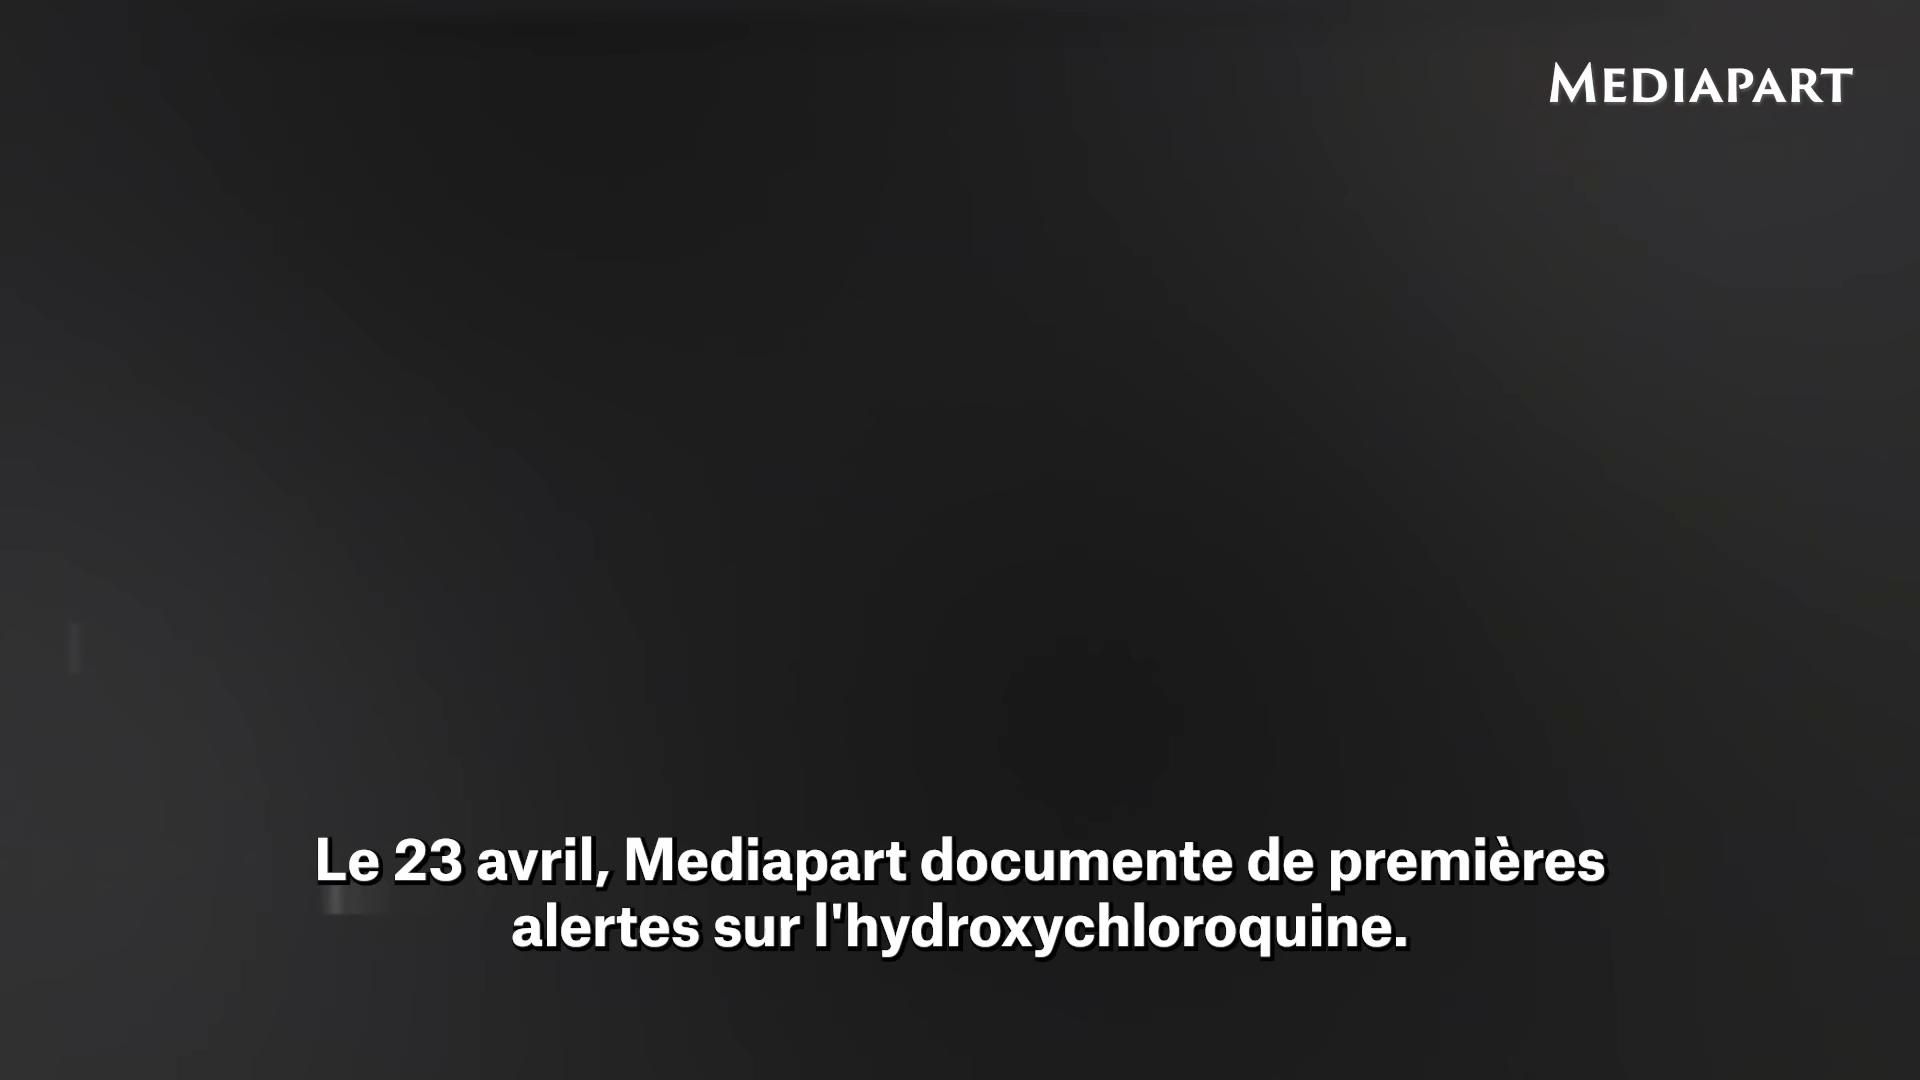 MEDIAPART
Le 23 avril, Mediapart documente de premières
alertes sur l'hydroxychloroquine.